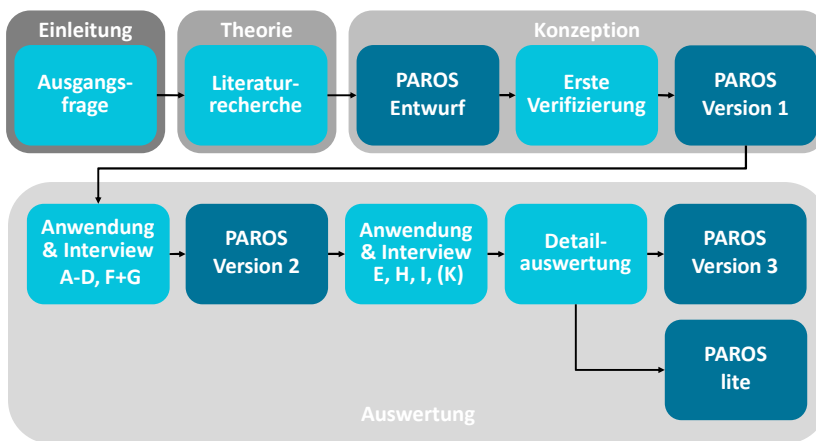 Einleitung
Theorie
Konzeption
Ausgangs-
frage
Literatur-
recherche
PAROS
Entwurf
Erste
Verifizierung
PAROS
Version 1
Anwendung
& Interview
A-D, F+G
PAROS
Version 2
Anwendung
& Interview
E, H, I, (K)
Detail-
auswertung
PAROS
Version 3
PAROS
lite
Auswertung